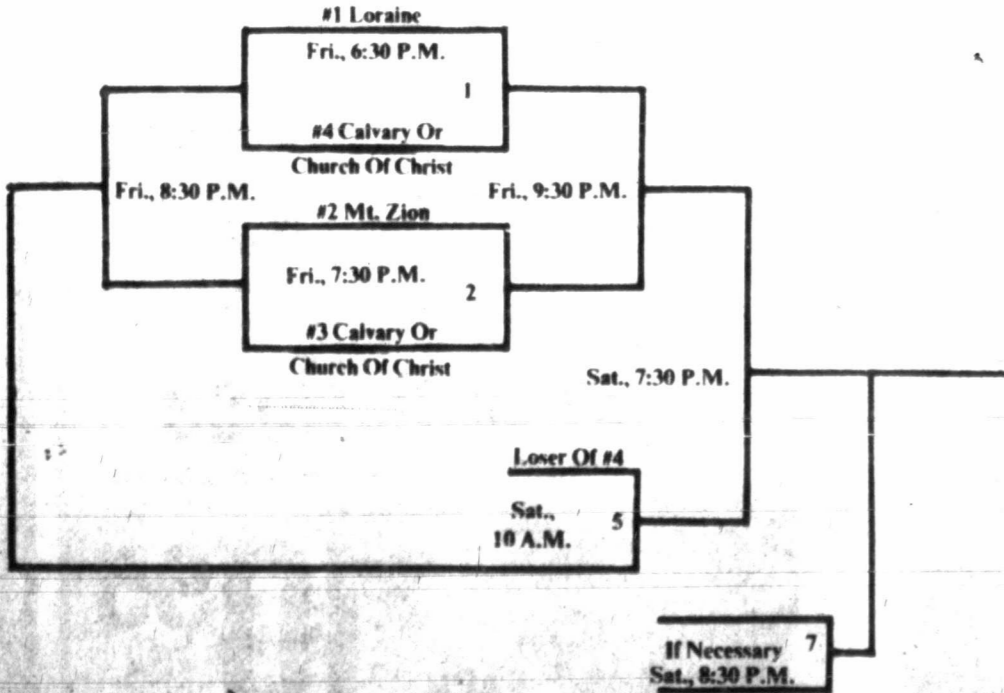 #1 Loraine
Fri., 6:30 P.M.
1
#4 Calvary Or
Church Of Christ
Fri., 8:30 P.M.
Fri., 9:30 P.M.
#2 Mt. Zion
Fri., 7:30 P.M.
2
#3 Calvary Or
Church Of Christ
Sat., 7:30 P.M.
Loser Of #4
Sat.,
10 A.M.
5
If Necessary
7
Sat., 8:30 P.M.